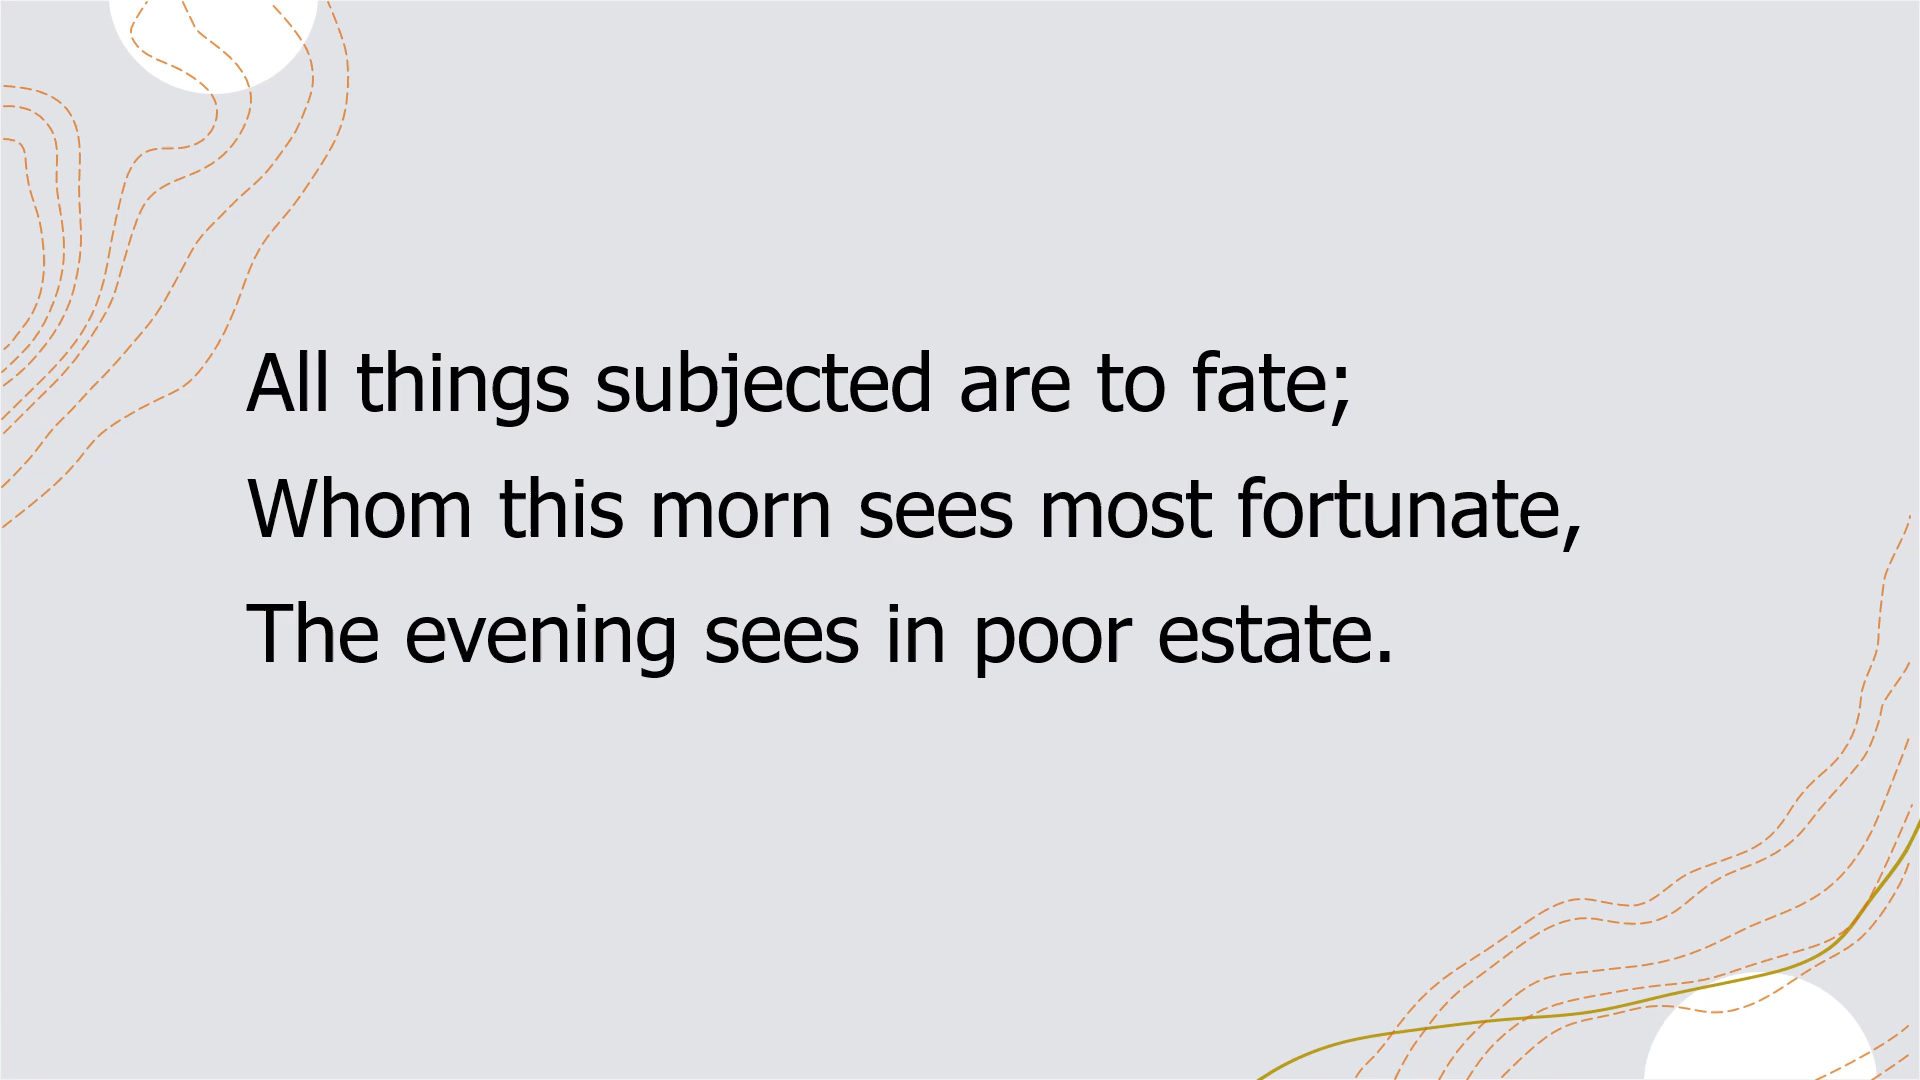 All things subjected are to fate;
Whom this morn sees most fortunate,
The evening sees in poor estate.